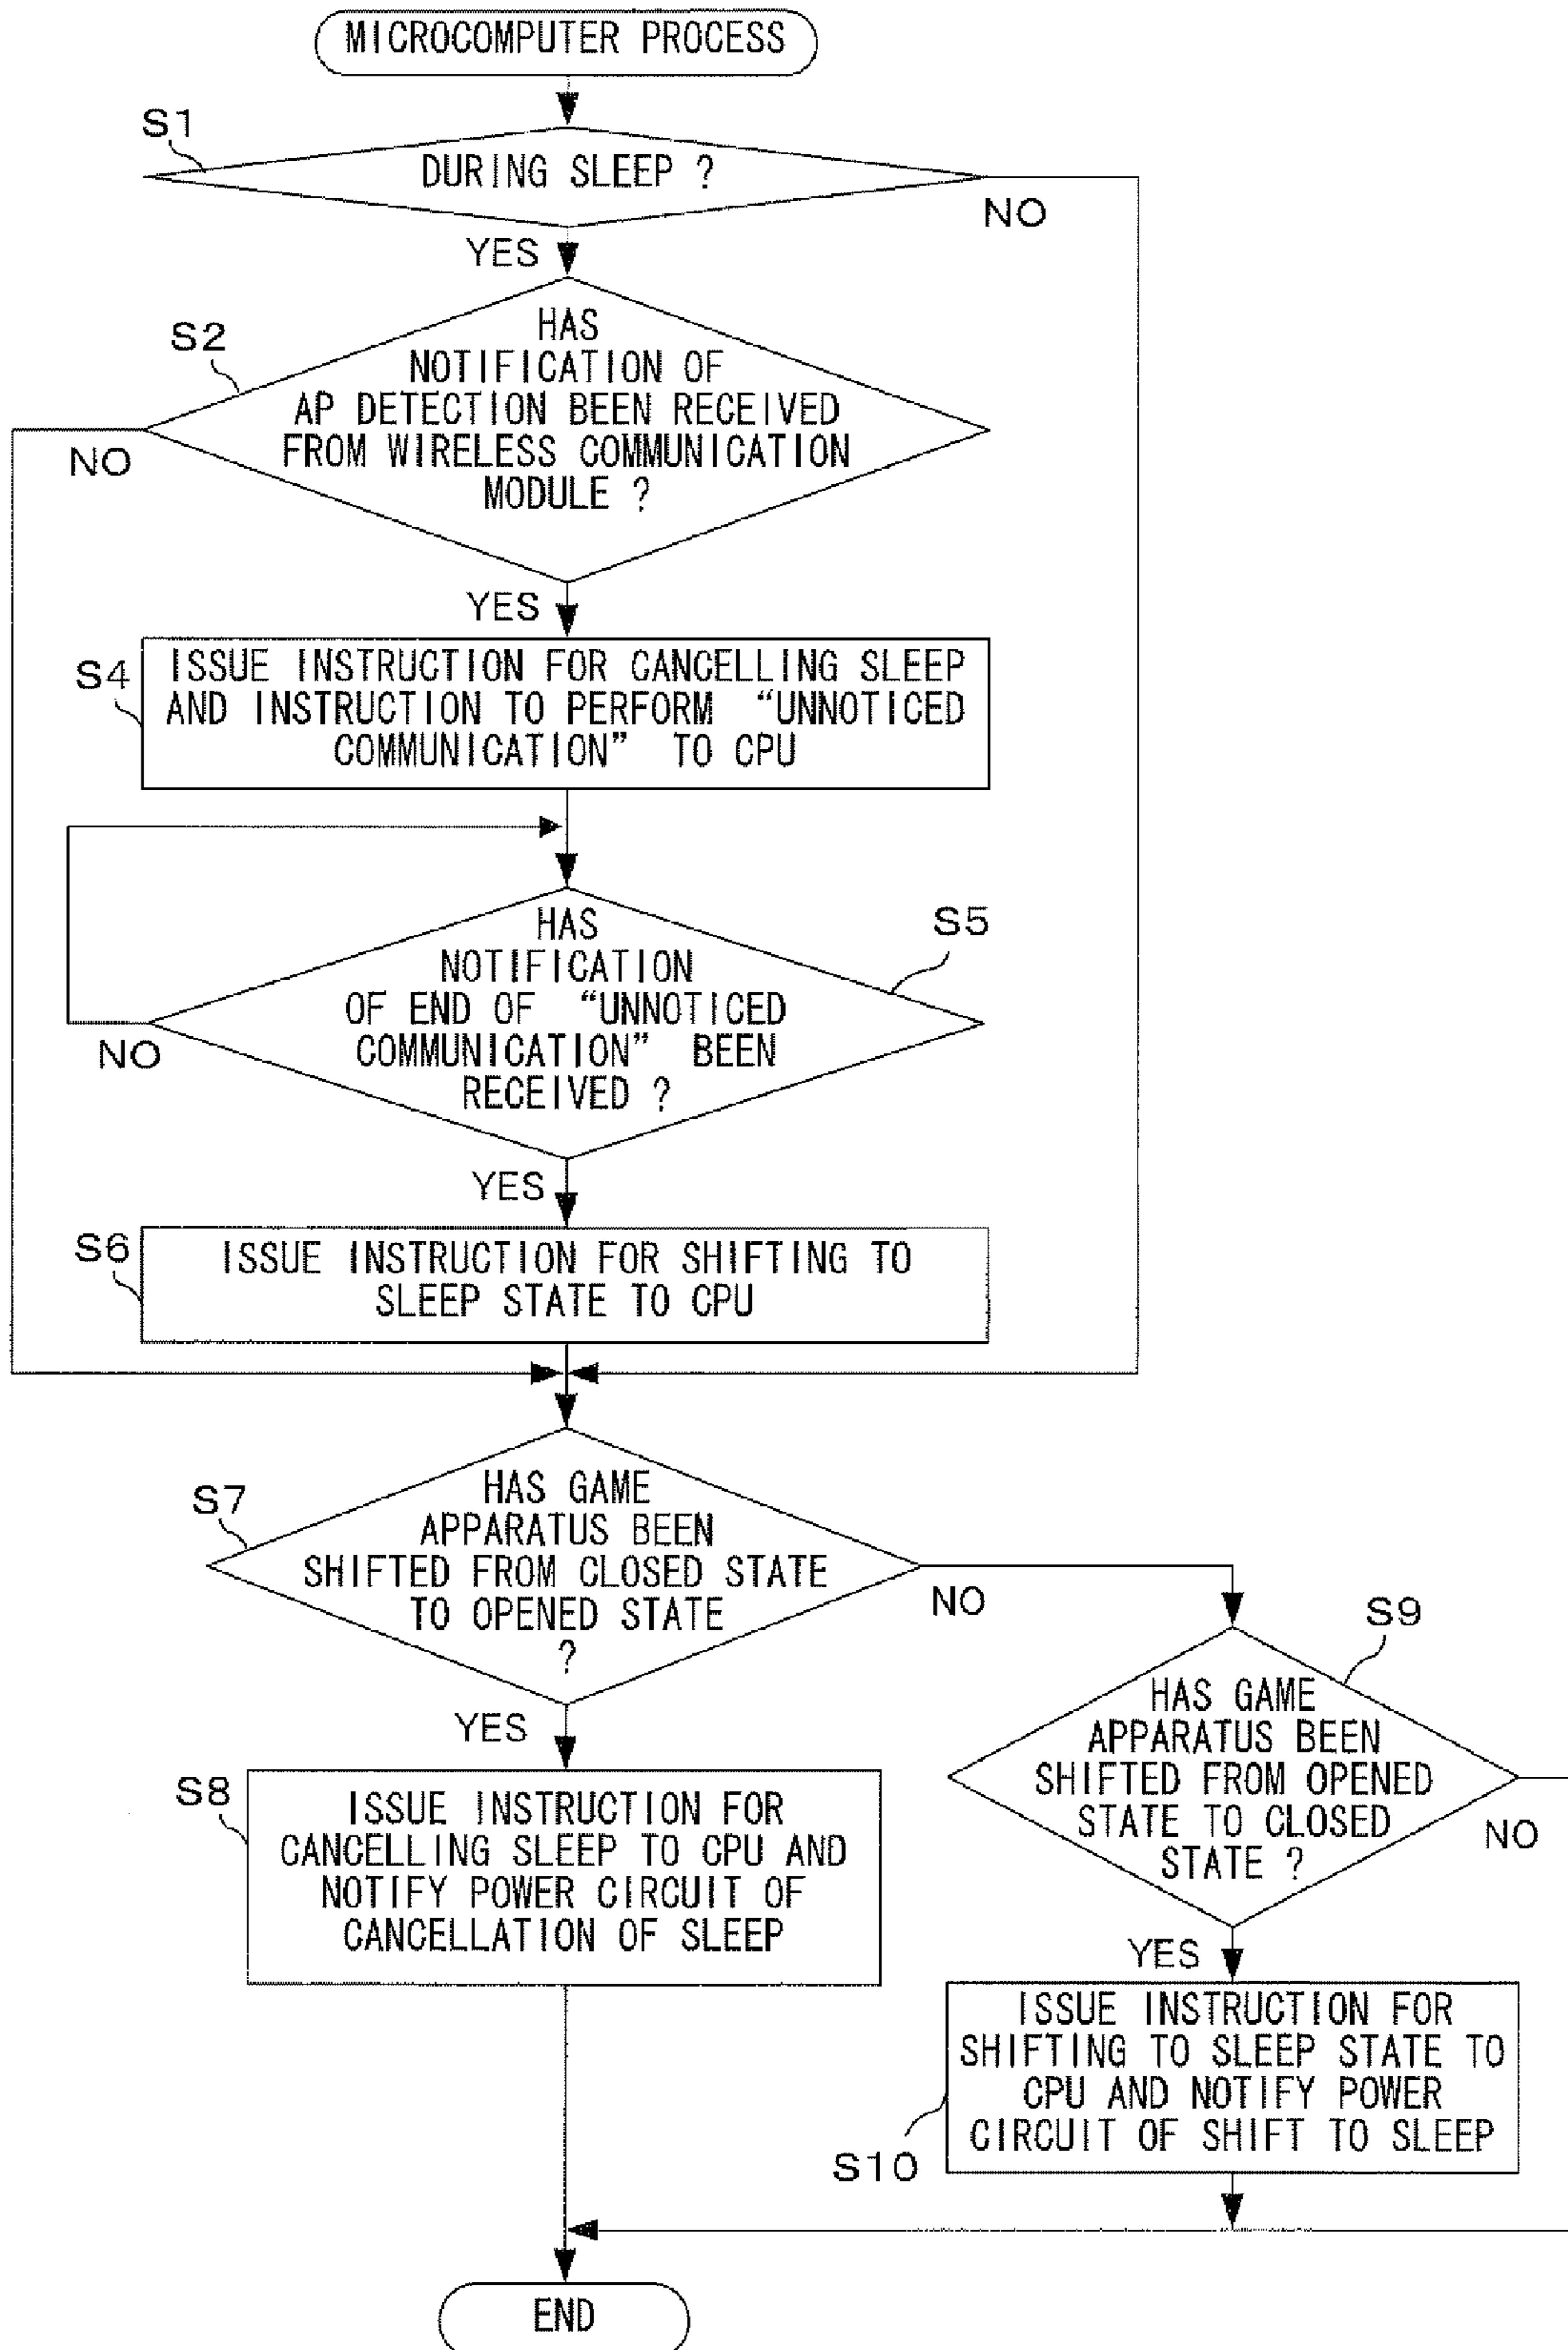 MICROCOMPUTER PROCESS
S1
DURING SLEEP ?
NO
YES
S2
HAS
NOTIFICATION OF
AP DETECTION BEEN RECEIVED
FROM WIRELESS COMMUNICATION
MODULE ?
NO
YES
S4
ISSUE INSTRUCTION FOR CANCELLING SLEEP
AND INSTRUCTION TO PERFORM “UNNOTICED
COMMUNICATION” TO CPU
S5
HAS
NOTIFICATION
OF END OF “UNNOTICED
COMMUNICATION” BEEN
RECEIVED ?
NO
YES
S6
ISSUE INSTRUCTION FOR SHIFTING TO
SLEEP STATE TO CPU
S7
HAS GAME
APPARATUS BEEN
SHIFTED FROM CLOSED STATE
TO OPENED STATE
?
NO
YES
S8
ISSUE INSTRUCTION FOR
CANCELLING SLEEP TO CPU AND
NOTIFY POWER CIRCUIT OF
CANCELLATION OF SLEEP
S9
HAS GAME
APPARATUS BEEN
SHIFTED FROM OPENED
STATE TO CLOSED
STATE ?
NO
YES
S10
ISSUE INSTRUCTION FOR
SHIFTING TO SLEEP STATE TO
CPU AND NOTIFY POWER
CIRCUIT OF SHIFT TO SLEEP
END